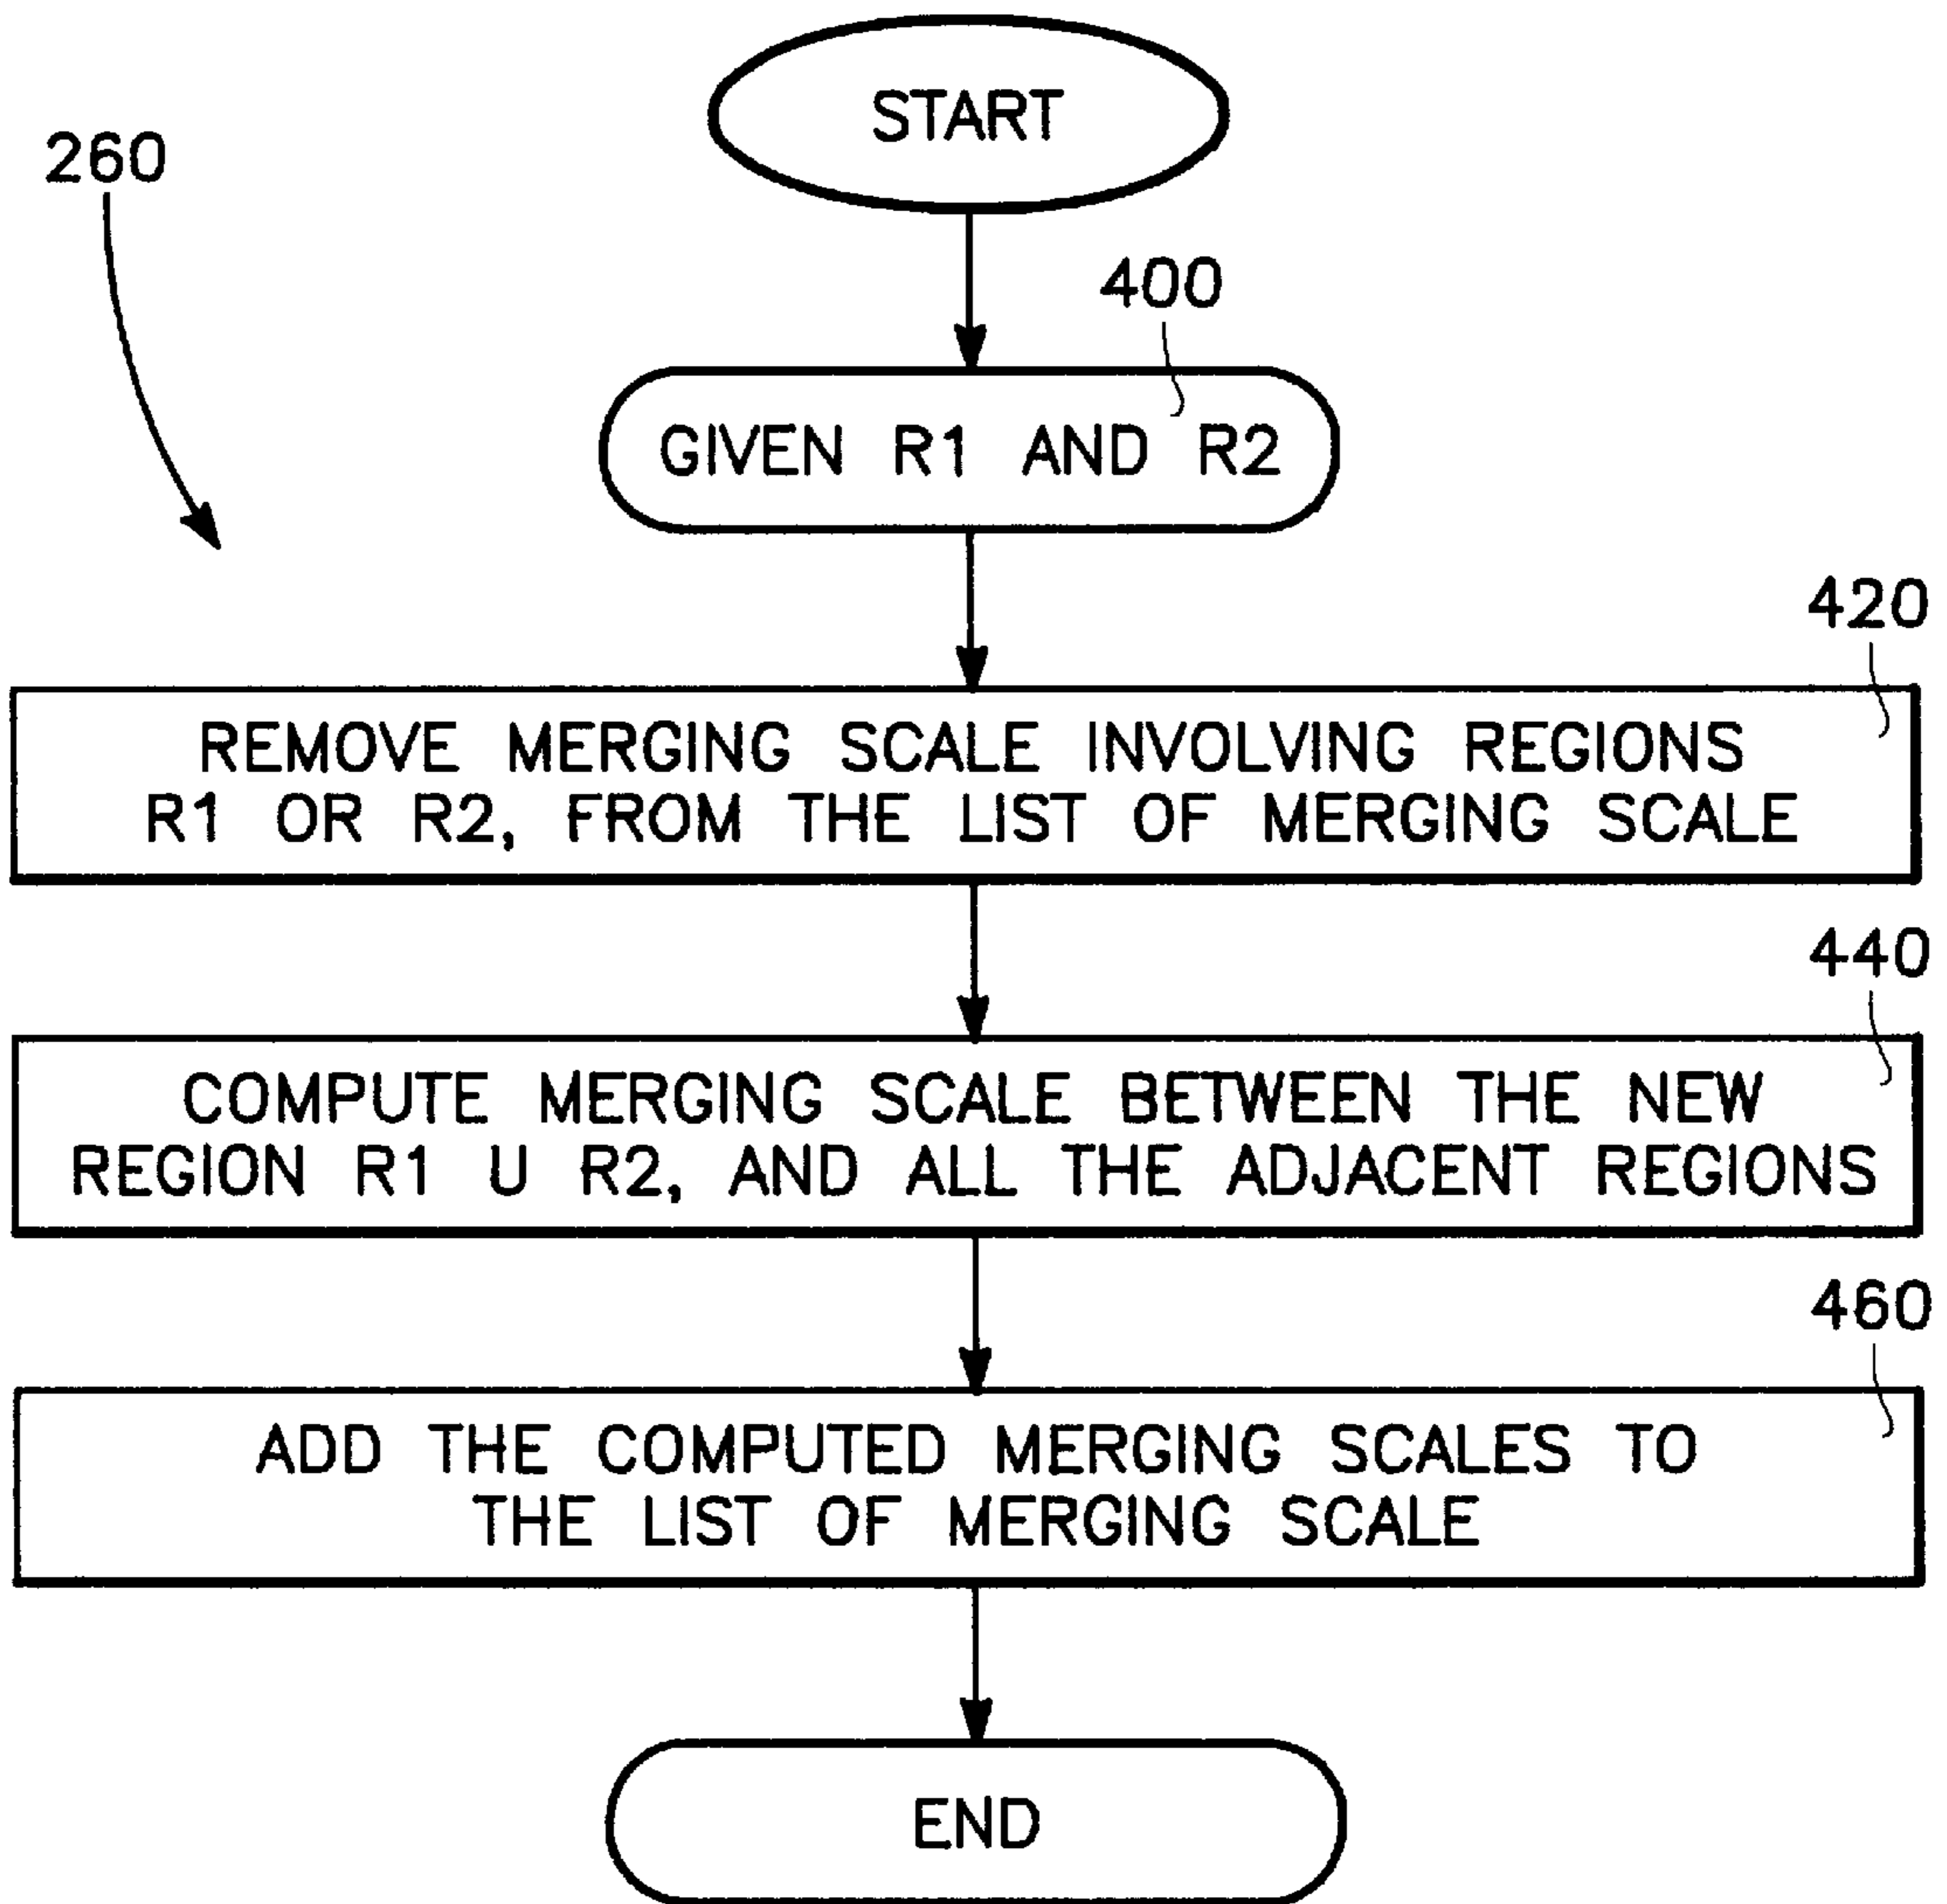 START
260
400
GIVEN R1 AND R2
420
REMOVE MERGING SCALE INVOLVING REGIONS
R1 OR R2, FROM THE LIST OF MERGING SCALE
440
COMPUTE MERGING SCALE BETWEEN THE NEW
REGION R1 U R2, AND ALL THE ADJACENT REGIONS
460
ADD THE COMPUTED MERGING SCALES TO
THE LIST OF MERGING SCALE
END